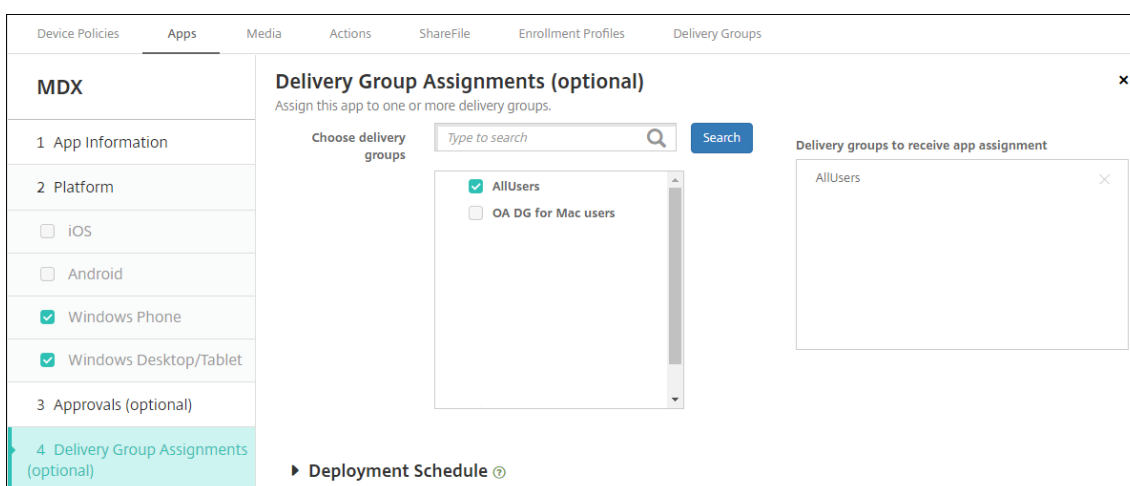 Device Policies Apps Media Actions ShareFile Enrollment Profiles Delivery Groups
MDX
1 App Information
2 Platform
iOS
Android
Windows Phone
Windows Desktop/Tablet
3 Approvals (optional)
4 Delivery Group Assignments
(optional)
Delivery Group Assignments (optional)
Assign this app to one or more delivery groups.
Choose delivery
groups
Type to search
Search
AllUsers
OA DG for Mac users
Delivery groups to receive app assignment
AllUsers
Deployment Schedule